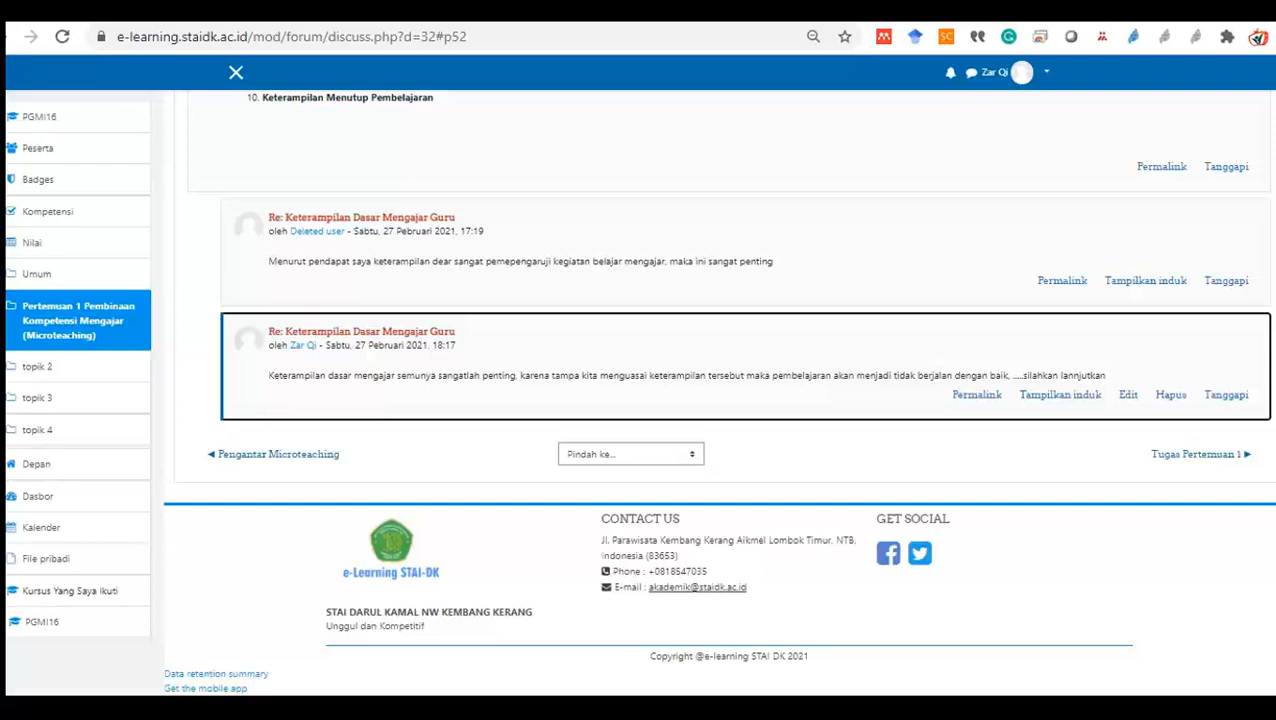 e-learning.staidk.ac.id/mod/forum/discuss.php?d=32#p52
Zar Qi
PGMI16
Peserta
Badges
Kompetensi
Nilai
Umum
Pertemuan 1 Pembinaan
Kompetensi Mengajar
(Microteaching)
topik 2
topik 3
topik 4
Depan
Dasbor
Kalender
File pribadi
Kursus Yang Saya Ikuti
PGMI16
10. Keterampilan Menutup Pembelajaran
Permalink Tanggapi
Re: Keterampilan Dasar Mengajar Guru
oleh Deleted user - Sabtu, 27 Pebruari 2021, 17:19
Menurut pendapat saya keterampilan dear sangat pemepengaruji kegiatan belajar mengajar, maka ini sangat penting
Permalink Tampilkan induk Tanggapi
Re: Keterampilan Dasar Mengajar Guru
oleh Zar Qi - Sabtu, 27 Pebruari 2021, 18:17
Keterampilan dasar mengajar semunya sangatlah penting, karena tampa kita menguasai keterampilan tersebut maka pembelajaran akan menjadi tidak berjalan dengan baik, .....silahkan lannjutkan
Permalink Tampilkan induk Edit Hapus Tanggapi
◀ Pengantar Microteaching
Pindah ke...
Tugas Pertemuan 1 ▶
e-Learning STAI-DK
STAI DARUL KAMAL NW KEMBANG KERANG
Unggul dan Kompetitif
CONTACT US
Jl. Parawisata Kembang Kerang Aikmel Lombok Timur, NTB,
Indonesia (83653)
Phone : +0818547035
E-mail : akademik@staidk.ac.id
GET SOCIAL
Copyright @e-learning STAI DK 2021
Data retention summary
Get the mobile app